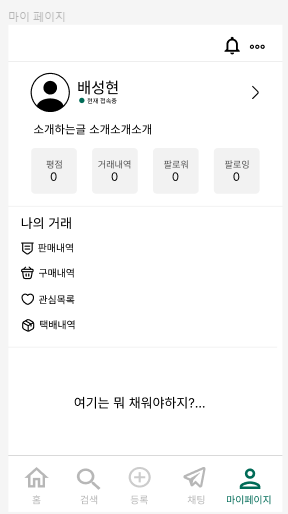 마이 페이지
배성현
현재 접속중
소개하는글 소개소개소개
평점 거래내역 팔로워 팔로잉
0 0 0 0
나의 거래
판매내역
구매내역
관심목록
택배내역
여기는 뭐 채워야하지?...
홈 검색 등록 채팅 마이페이지